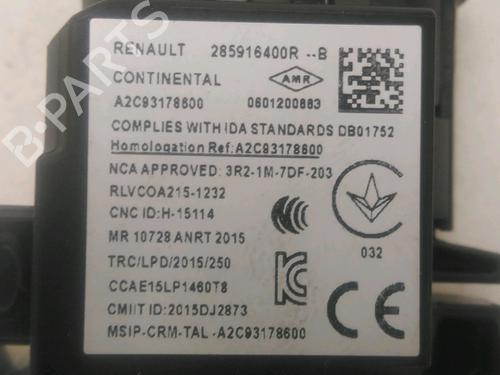 RENAULT 285916400R --B
CONTINENTAL AMR
A2C93178600 0601200883
COMPLIES WITH IDA STANDARDS DB01752
Homologation Ref:A2C93178600
NCA APPROVED: 3R2-1M-7DF-203
RLVCOA215-1232
CNC ID:H-15114
MR 10728 ANRT 2015
032
TRC/LPD/2015/250
CCAE15LP1460T8
CMIIT ID:2015DJ2873
CE
MSIP-CRM-TAL-A2C93178600
B-PARTS